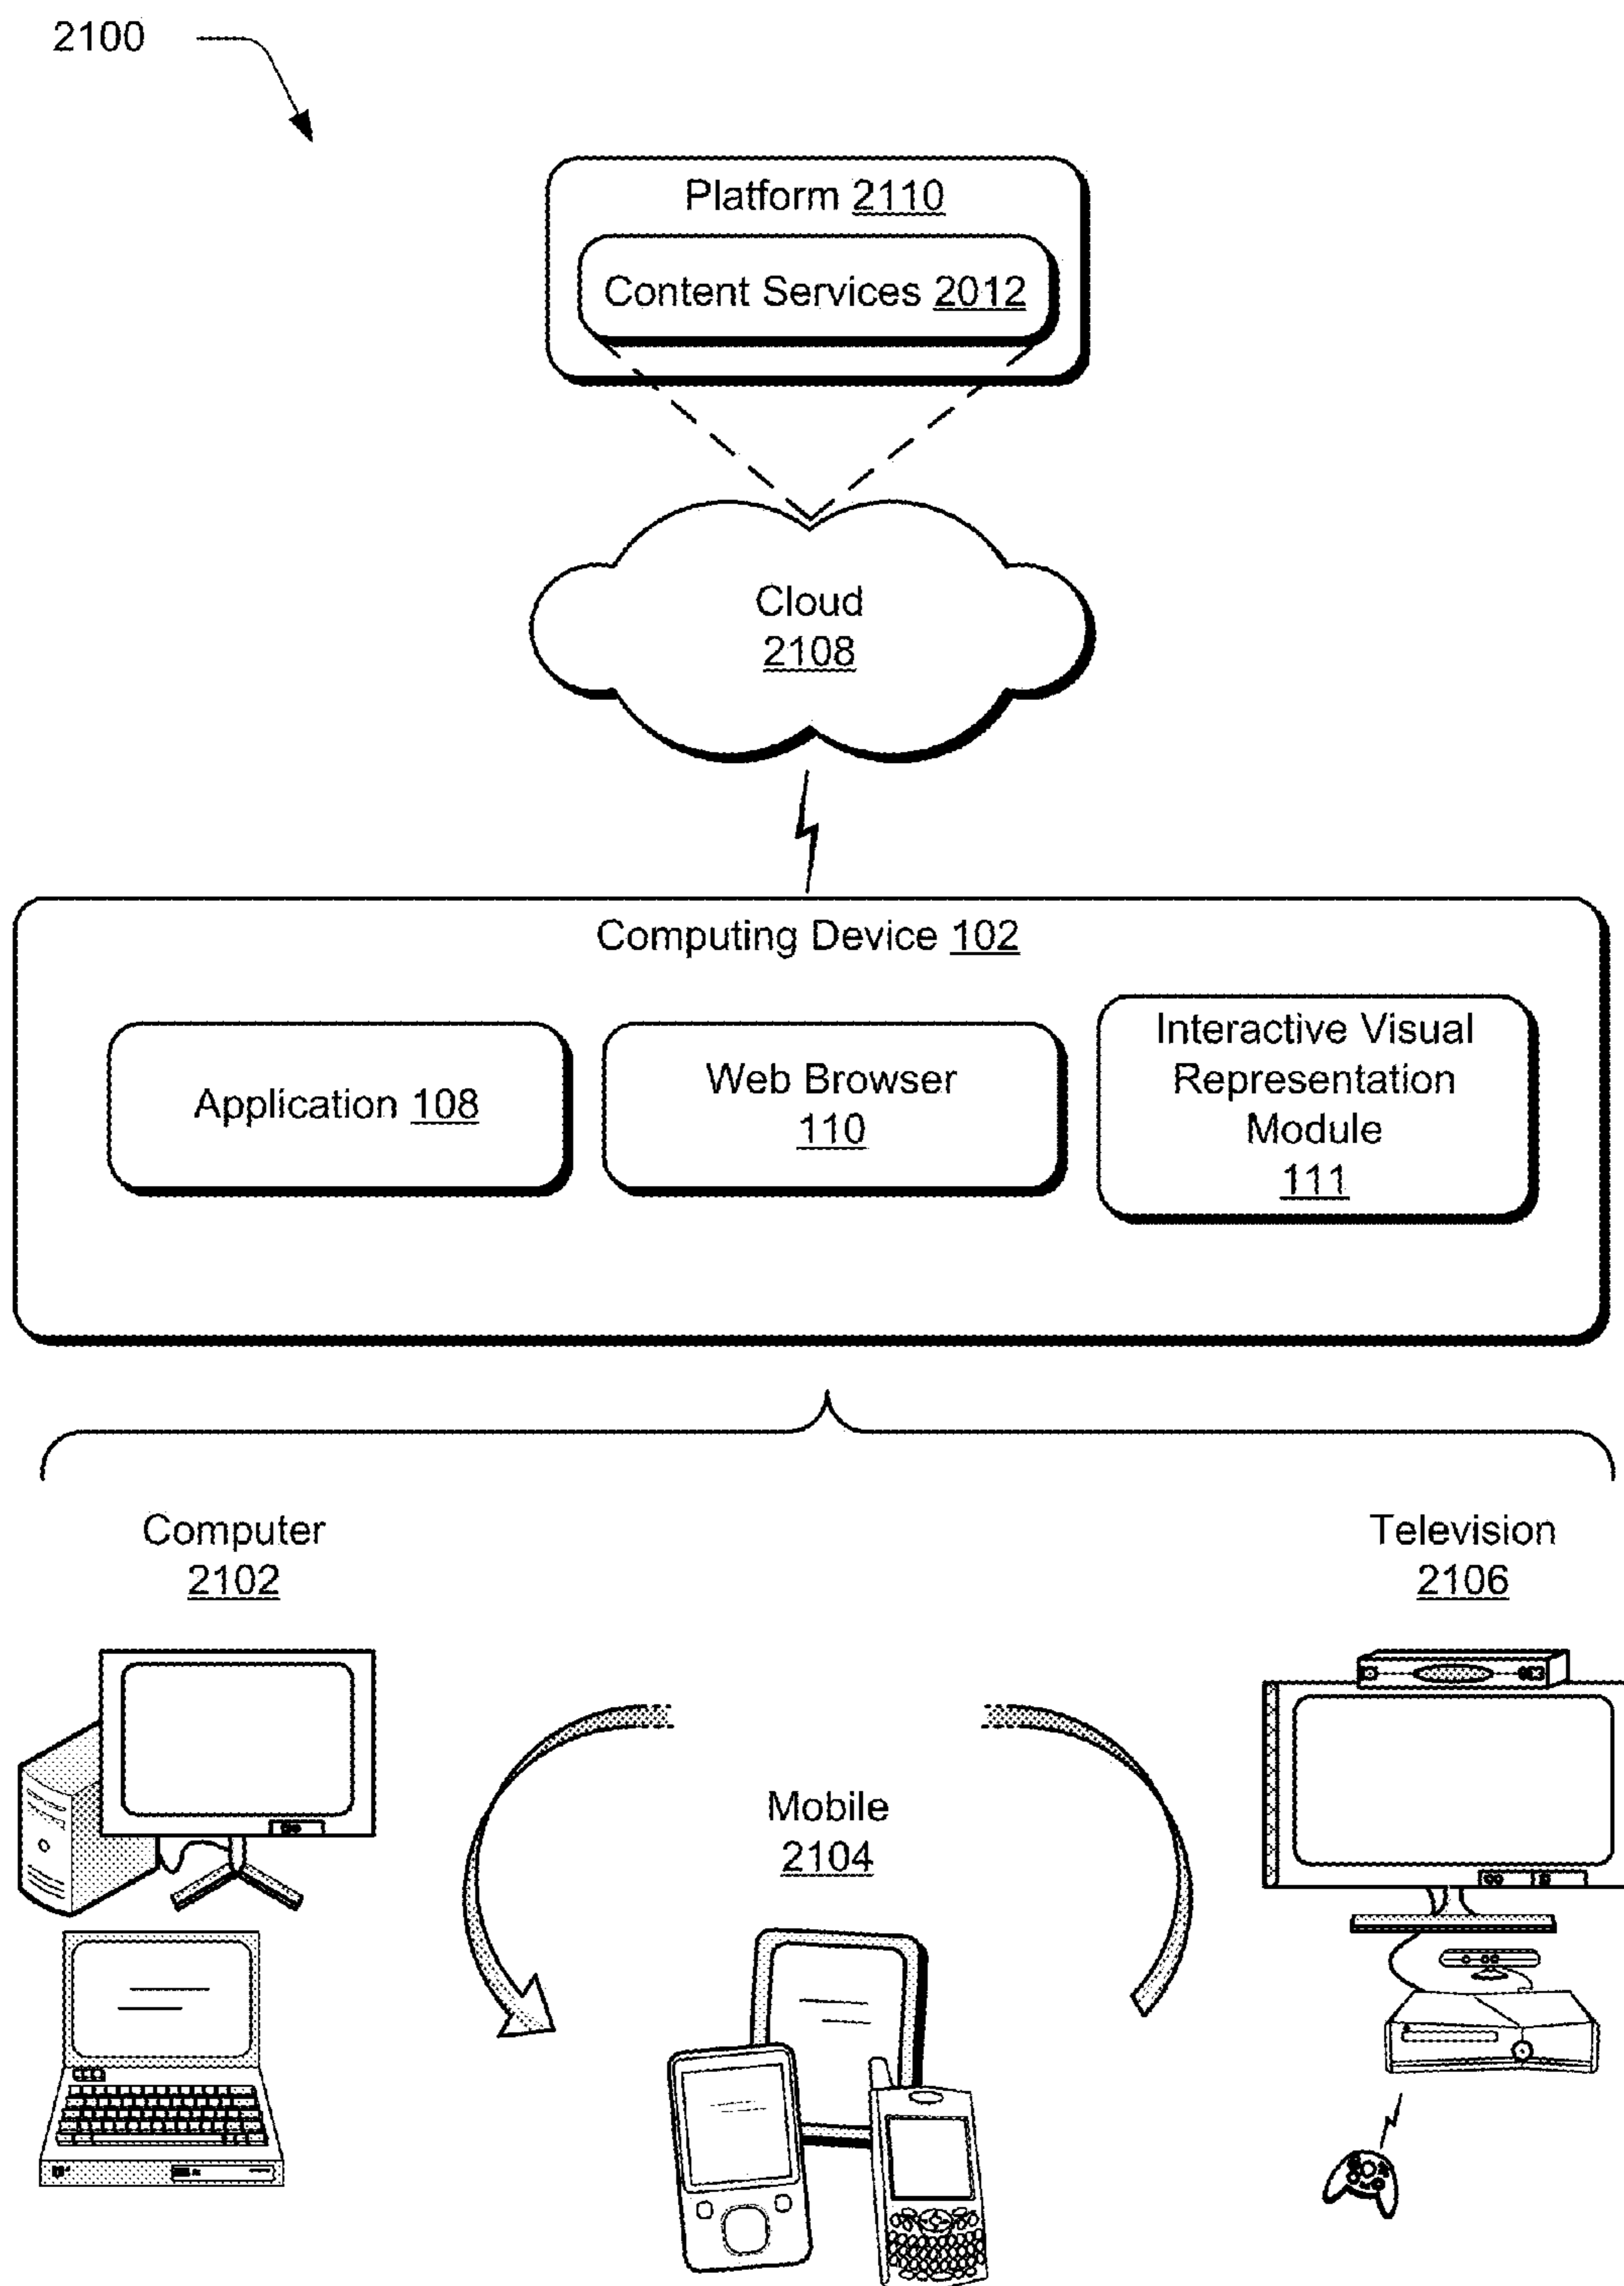 2100
Platform 2110
Content Services 2012
Cloud
2108
Computing Device 102
Application 108
Web Browser
110
Interactive Visual
Representation
Module
111
Computer
2102
Television
2106
Mobile
2104